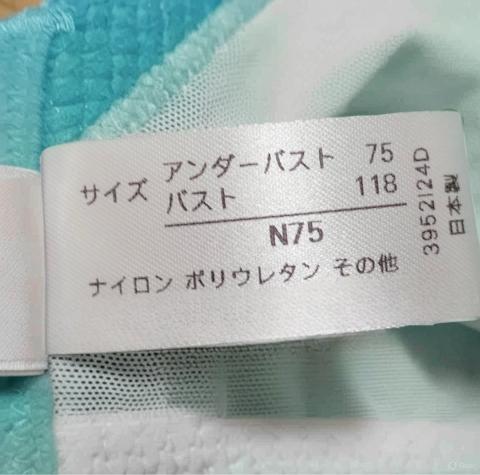 サイズ アンダーバスト 75
バスト 118
N75
ナイロン ポリウレタン その他
3952124D
日本製